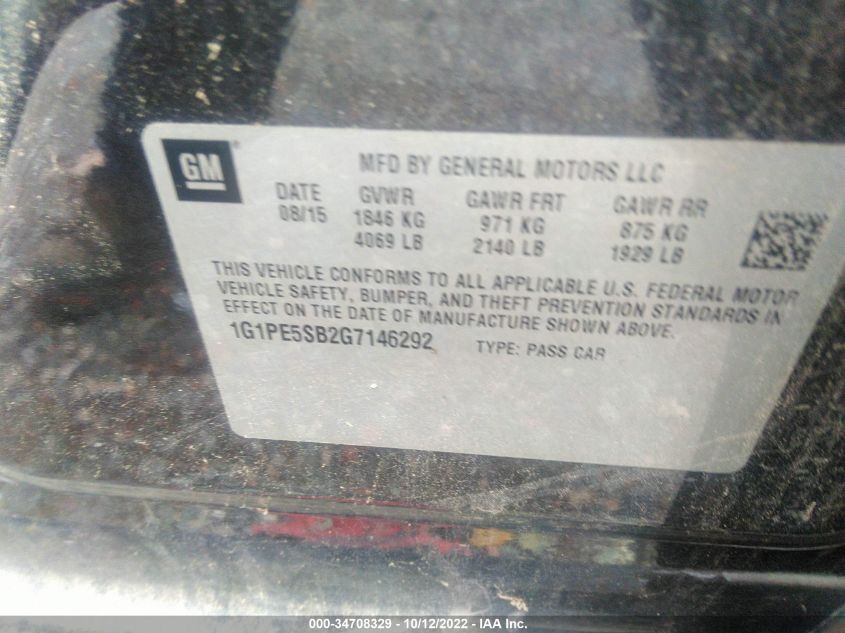 GM
MFD BY GENERAL MOTORS LLC
DATE GVWR GAWR FRT GAWR RR
08/15 1846 KG 971 KG 875 KG
4069 LB 2140 LB 1929 LB
THIS VEHICLE CONFORMS TO ALL APPLICABLE U.S. FEDERAL MOTOR
VEHICLE SAFETY, BUMPER, AND THEFT PREVENTION STANDARDS IN
EFFECT ON THE DATE OF MANUFACTURE SHOWN ABOVE.
1G1PE5SB2G7146292 TYPE: PASS CAR
000-34708329 - 10/12/2022 - IAA Inc.